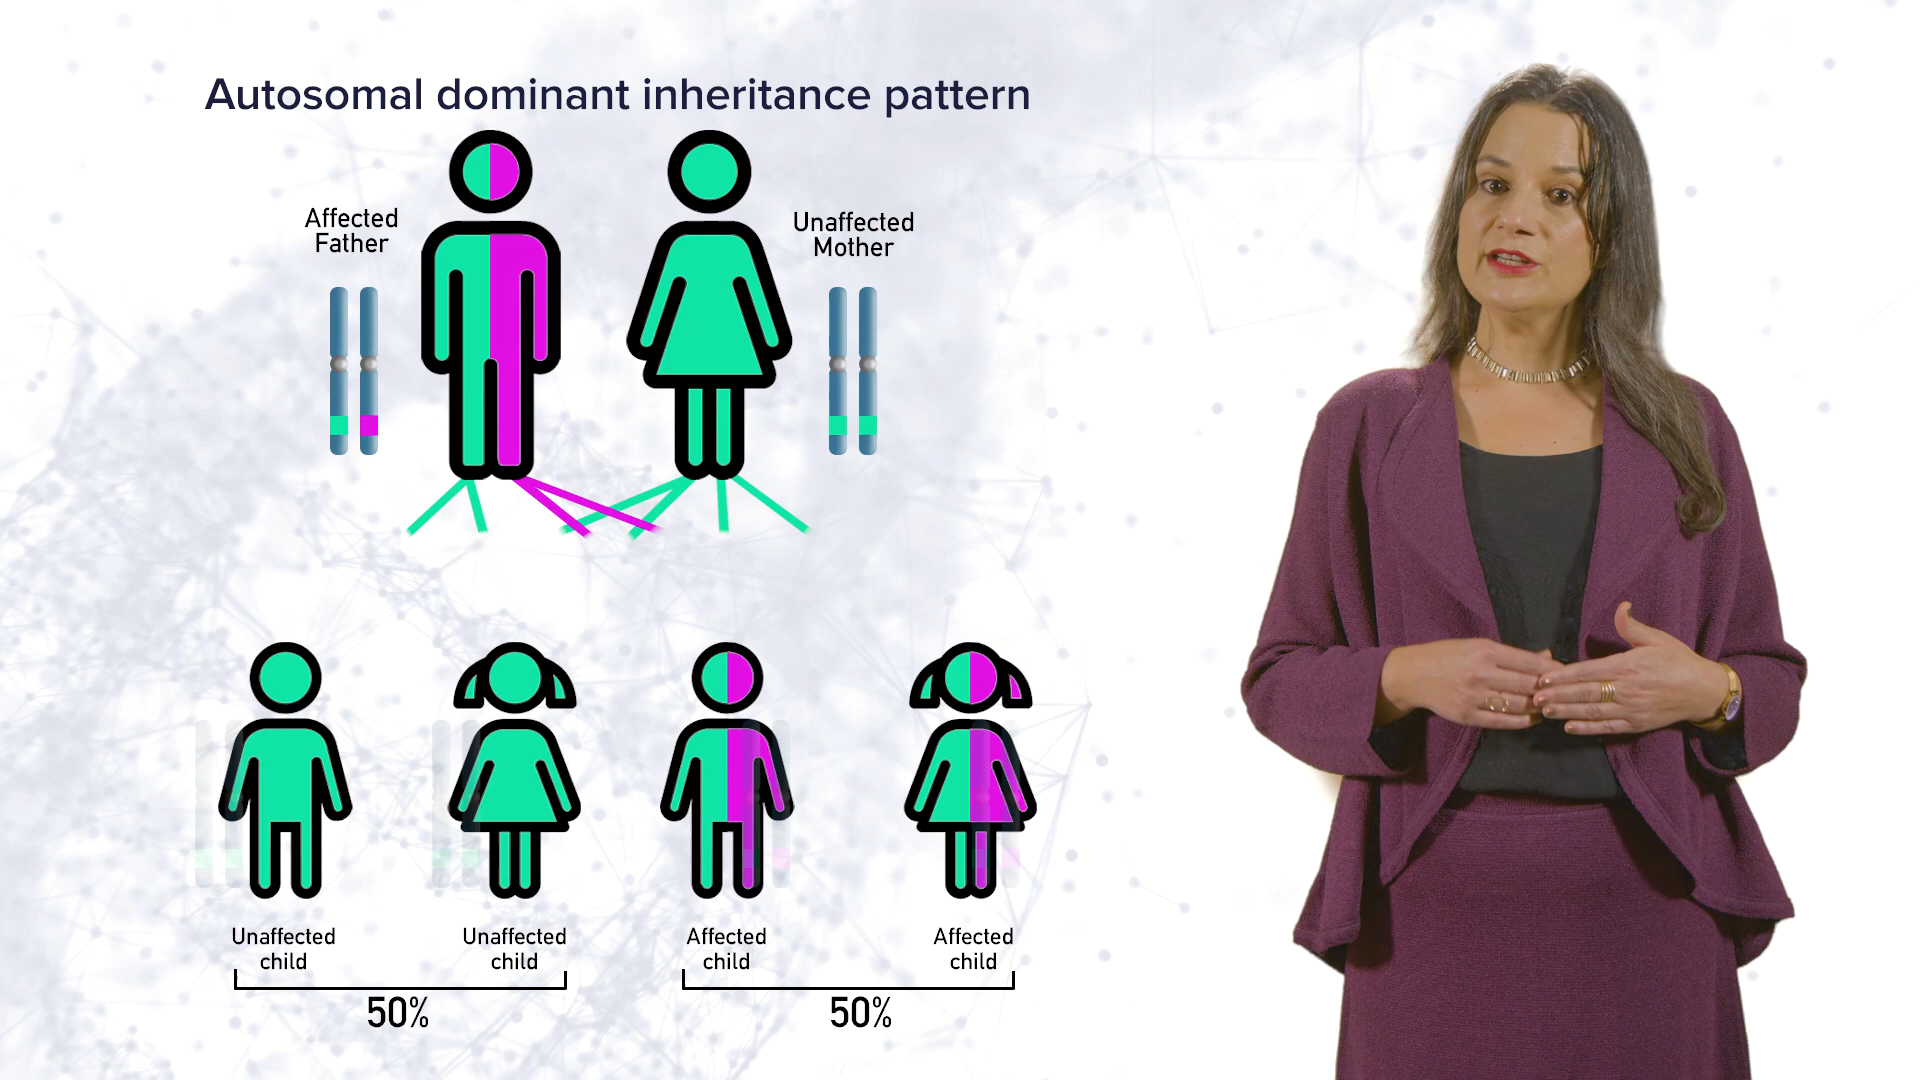 Autosomal dominant inheritance pattern
Affected
Father
Unaffected
Mother
Unaffected
child
Unaffected
child
Affected
child
Affected
child
50%
50%